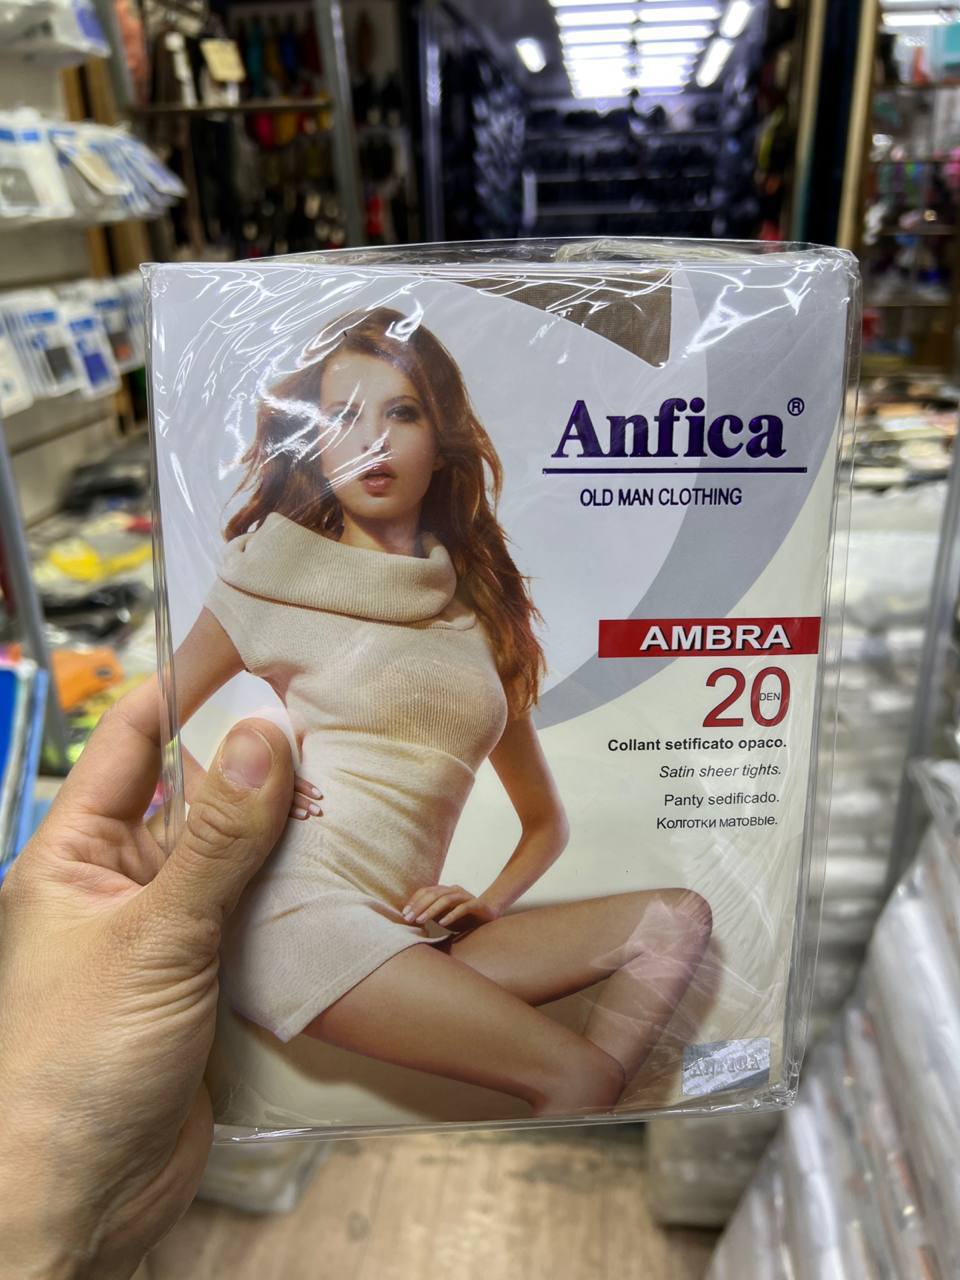 Anfica®
OLD MAN CLOTHING
AMBRA
20 DEN
Collant setificato opaco.
Satin sheer tights.
Panty sedificado.
Колготки матовые.